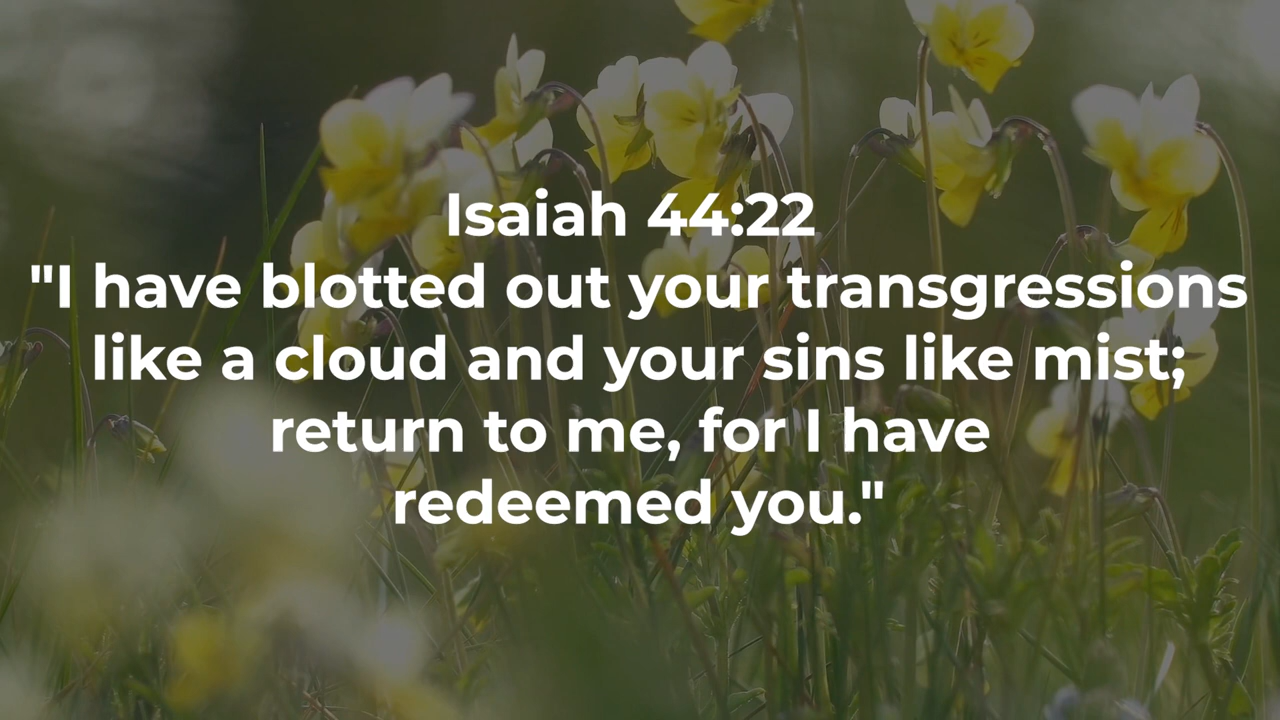 Isaiah 44:22
"I have blotted out your transgressions
like a cloud and your sins like mist;
return to me, for I have
redeemed you."